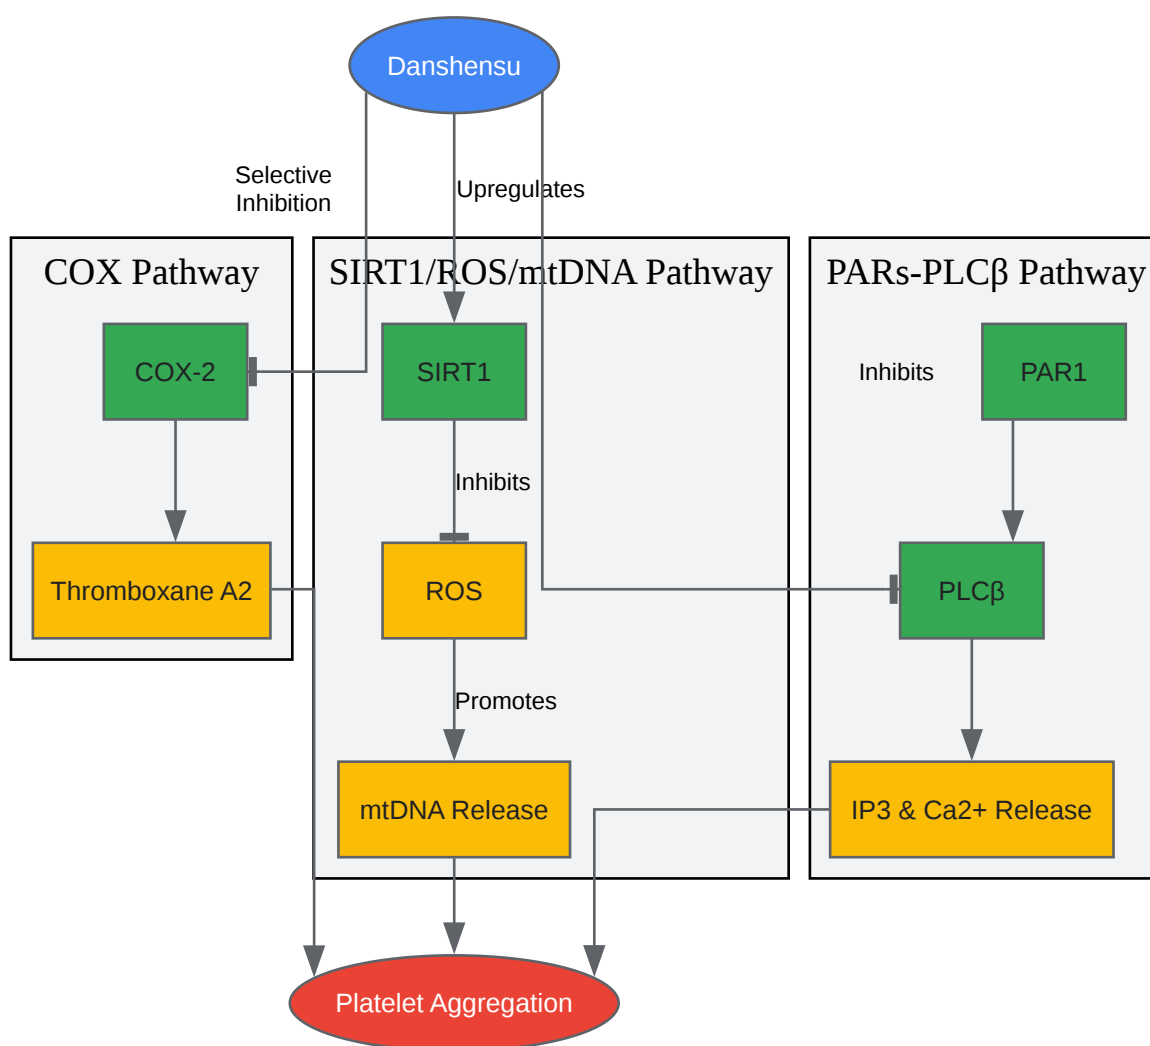 Danshensu
Selective
Inhibition
Upregulates
COX Pathway
SIRT1/ROS/mtDNA Pathway
PARs-PLCβ Pathway
COX-2
SIRT1
Inhibits
PAR1
Inhibits
Thromboxane A2
ROS
PLCβ
Promotes
mtDNA Release
IP3 & Ca2+ Release
Platelet Aggregation